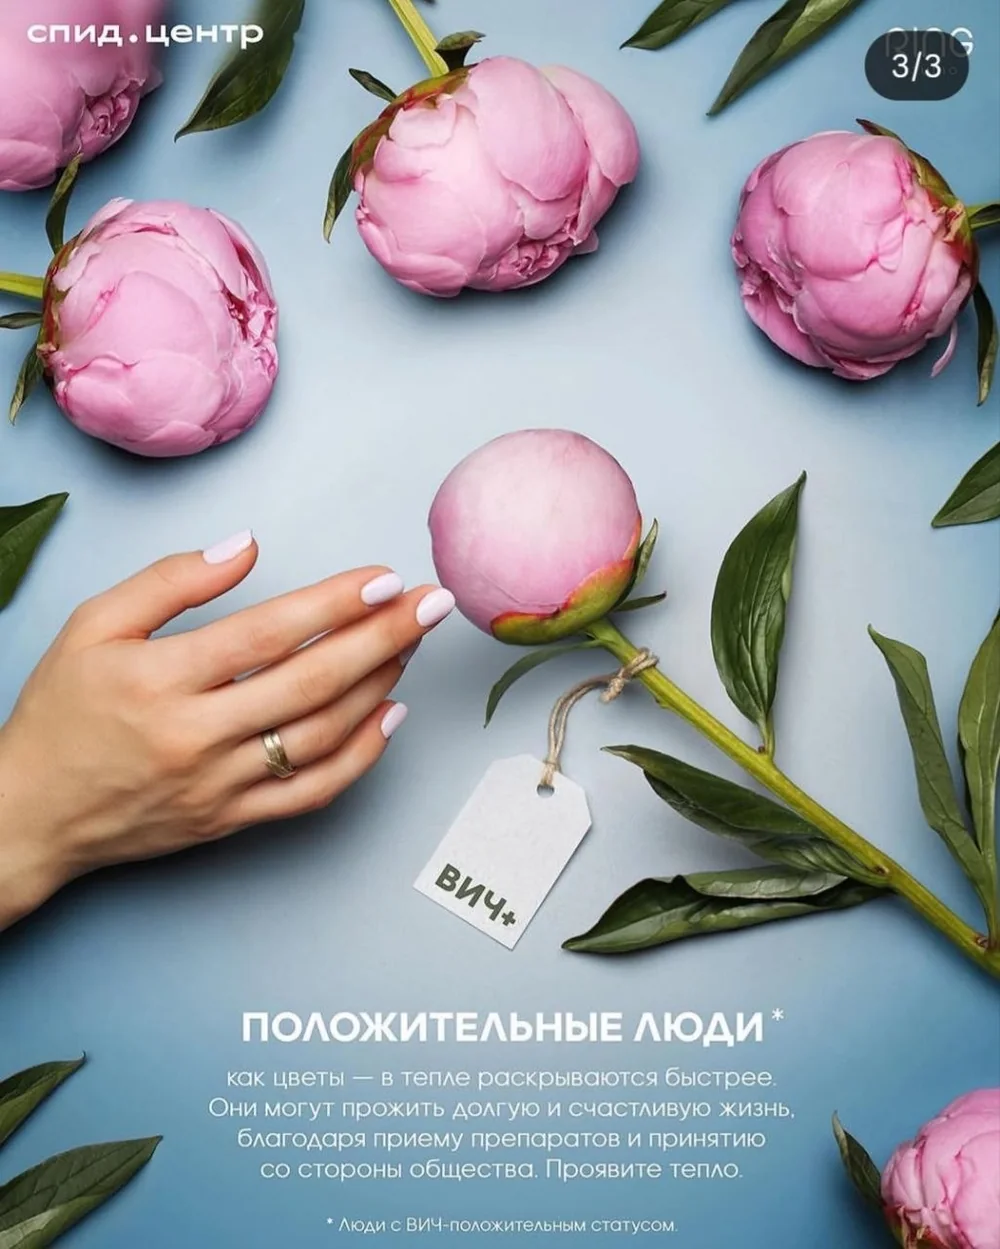 спид.центр
3/3
ВИЧ+
ПОЛОЖИТЕЛЬНЫЕ ЛЮДИ*
как цветы — в тепле раскрываются быстрее.
Они могут прожить долгую и счастливую жизнь,
благодаря приему препаратов и принятию
со стороны общества. Проявите тепло.
* Люди с ВИЧ-положительным статусом.